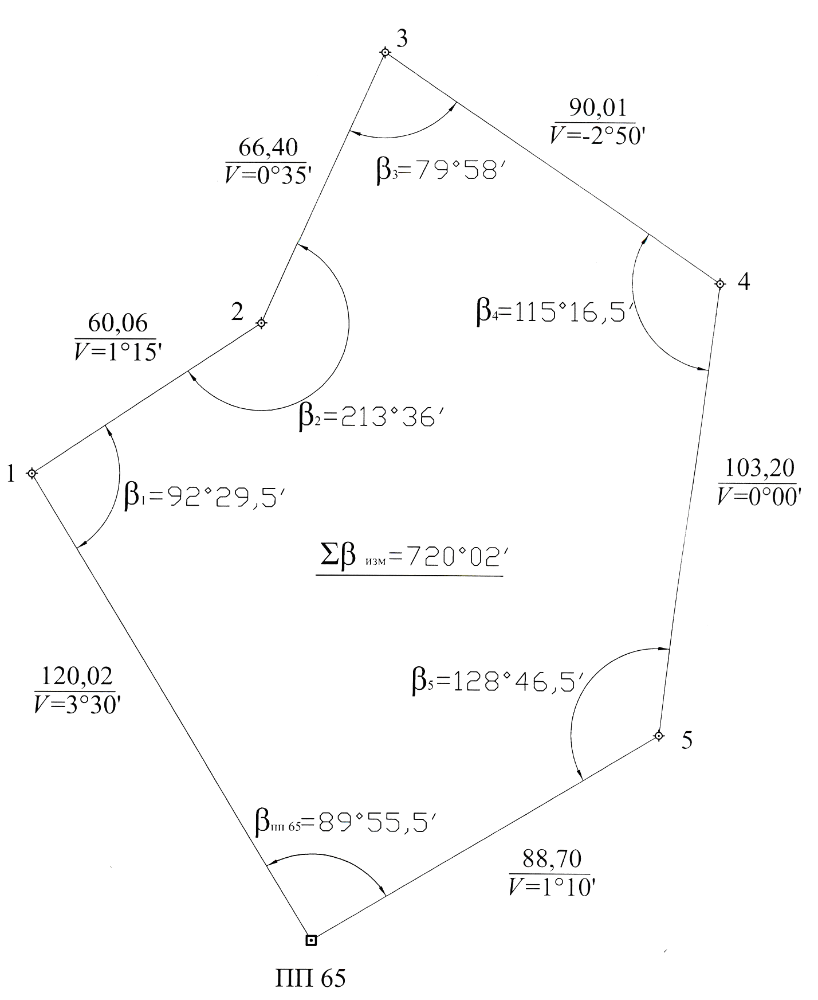 3
90,01
V=-2°50'
66,40
V=0°35'
β3=79°58'
4
2
β4=115°16,5'
60,06
V=1°15'
β2=213°36'
1
103,20
V=0°00'
β1=92°29,5'
Σβ изм=720°02'
120,02
V=3°30'
β5=128°46,5'
5
βпп 65=89°55,5'
88,70
V=1°10'
ПП 65